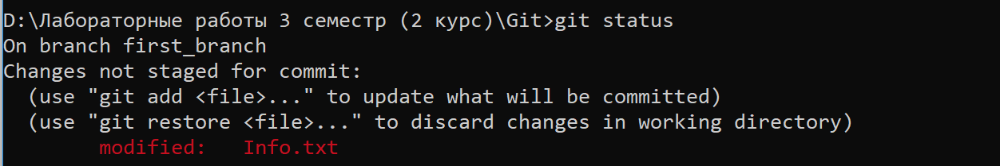 D:\Лабораторные работы 3 семестр (2 курс)\Git>git status
On branch first_branch
Changes not staged for commit:
  (use "git add <file>..." to update what will be committed)
  (use "git restore <file>..." to discard changes in working directory)
        modified:   Info.txt